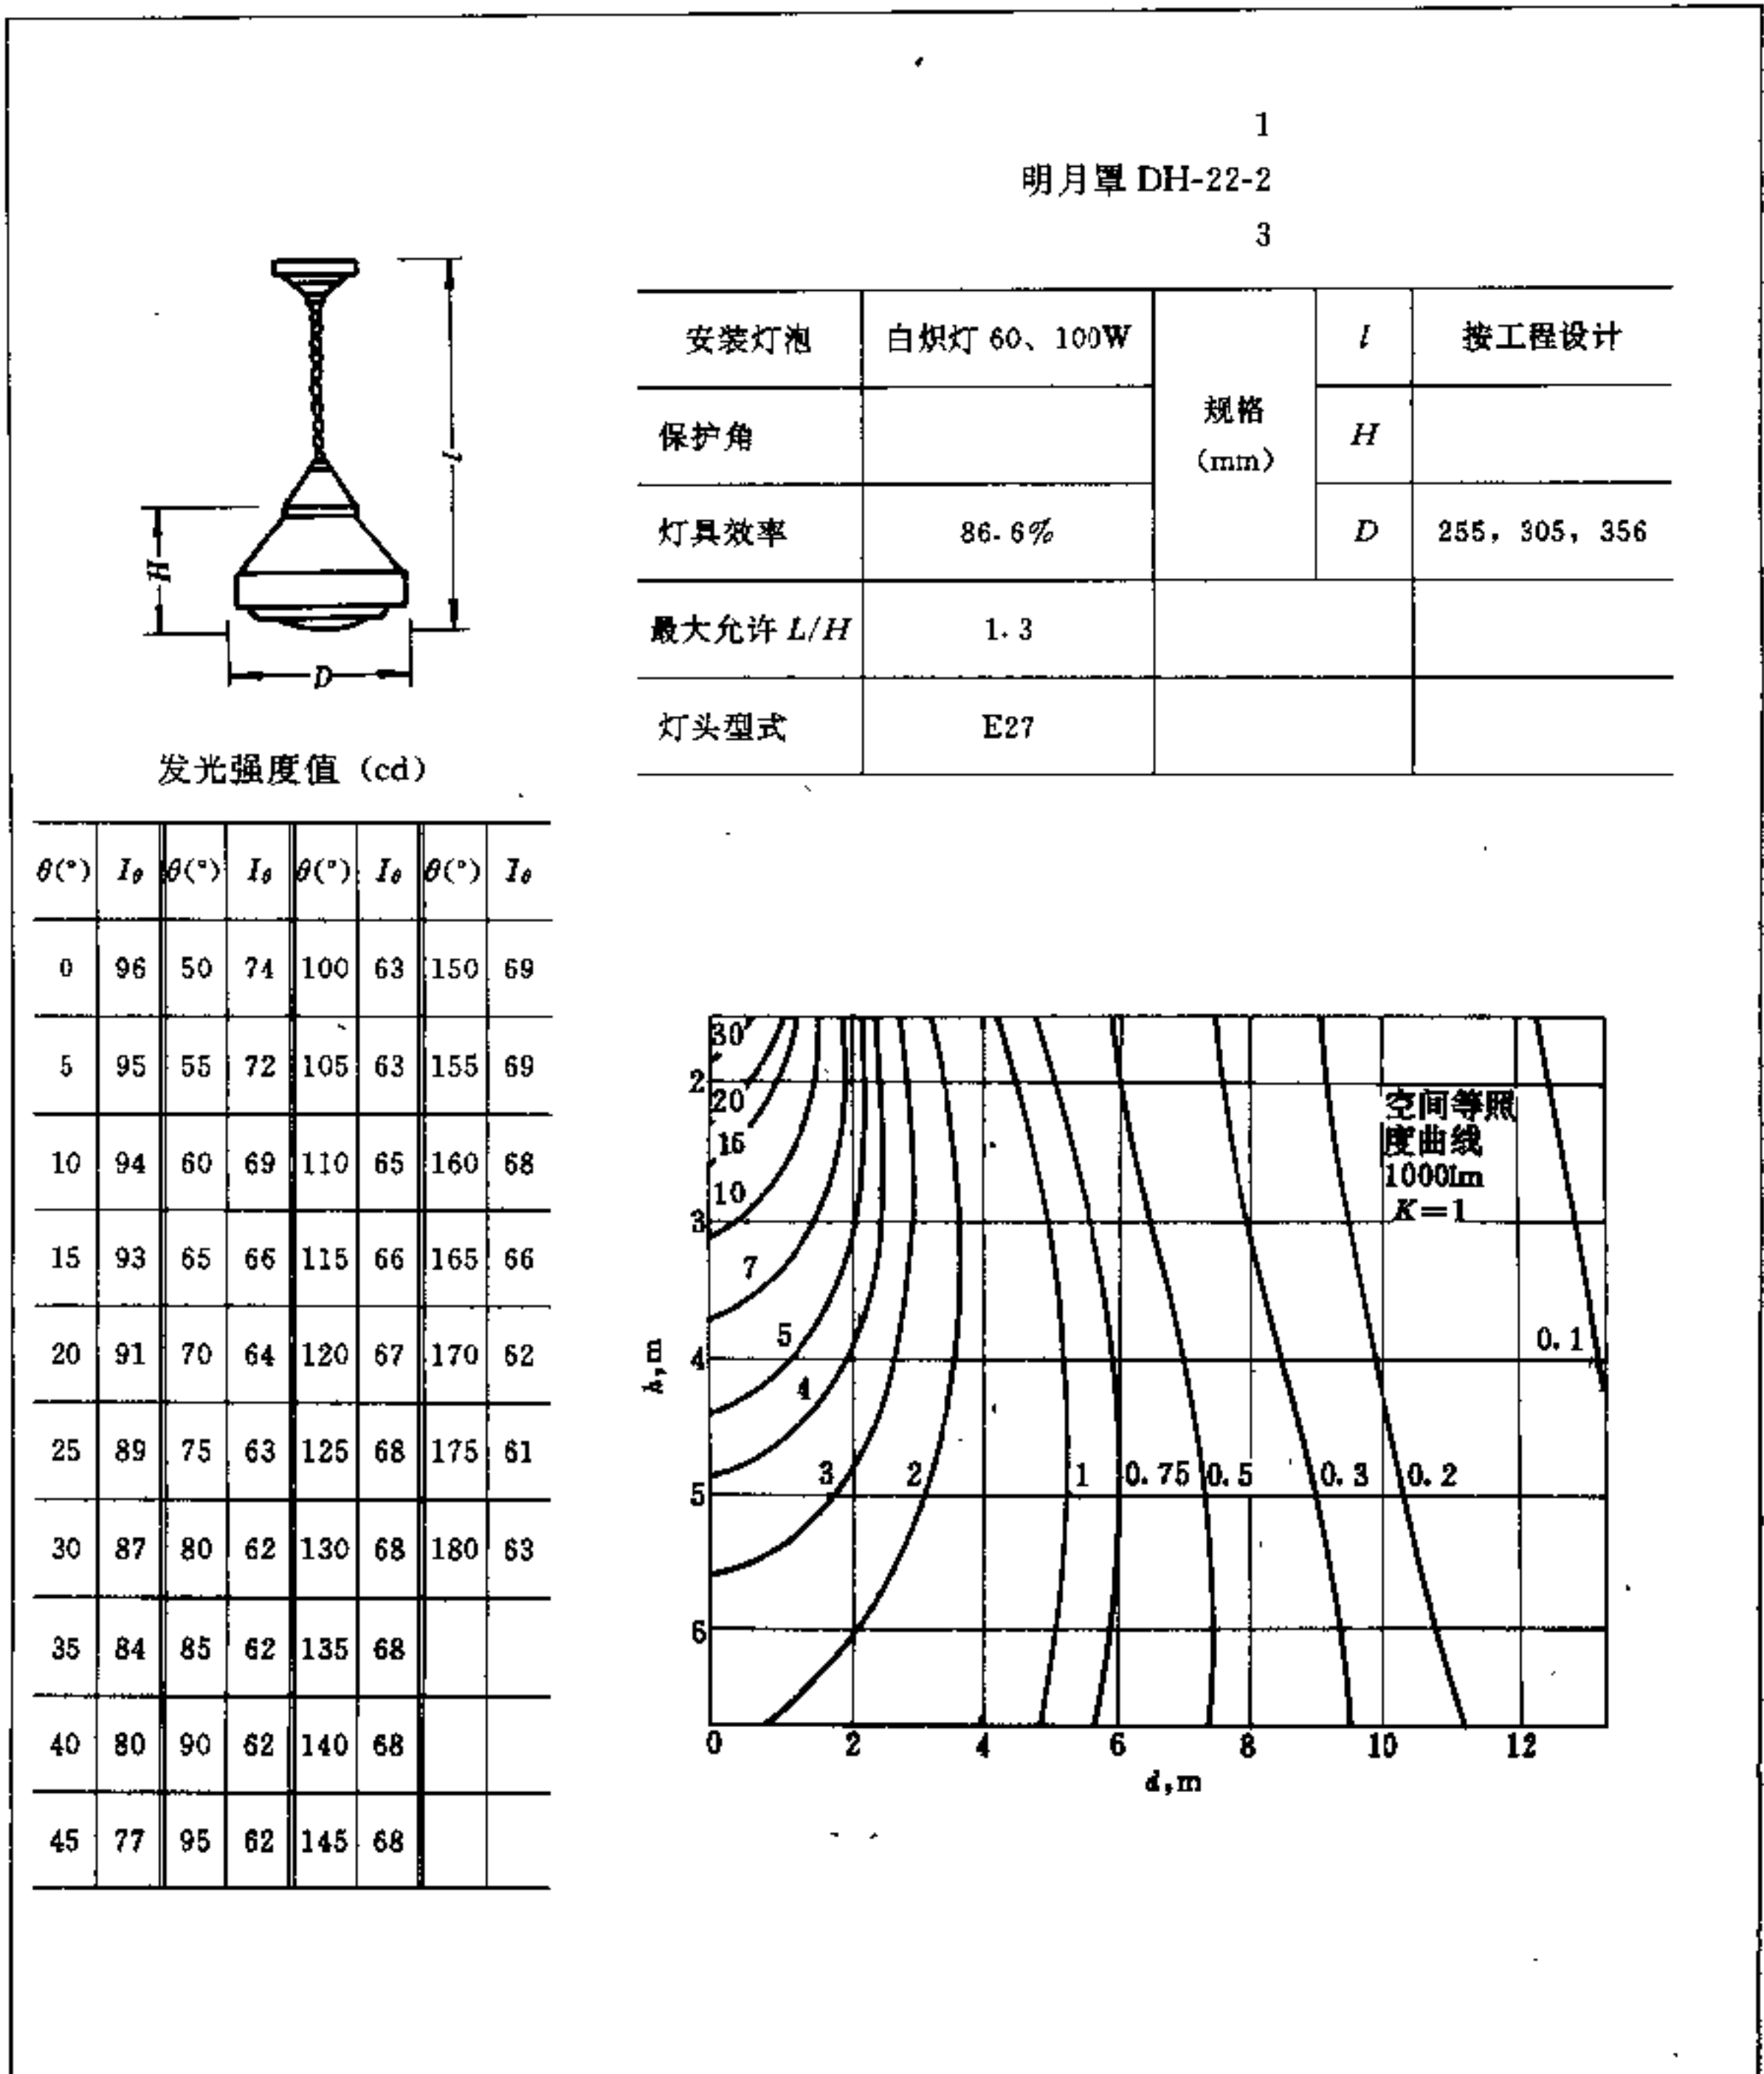 1
明月罩 DH-22-2
3
安装灯泡 白炽灯 60、100W 规格 (mm) l 按工程设计
保护角 H
灯具效率 86.6% D 255，305，356
最大允许 L/H 1.3
灯头型式 E27
l
H
D
发光强度值（cd）
θ(°) Iθ θ(°) Iθ θ(°) Iθ θ(°) Iθ
0 96 50 74 100 63 150 69
5 95 55 72 105 63 155 69
10 94 60 69 110 65 160 68
15 93 65 66 115 66 165 66
20 91 70 64 120 67 170 62
25 89 75 63 125 68 175 61
30 87 80 62 130 68 180 63
35 84 85 62 135 68
40 80 90 62 140 68
45 77 95 62 145 68
30
2
20
15
10
3
7
5
4
4
空间等照
度曲线
1000lm
K=1
0.1
h,m
3 2 1 0.75 0.5 0.3 0.2
5
6
0 2 4 6 8 10 12
d,m